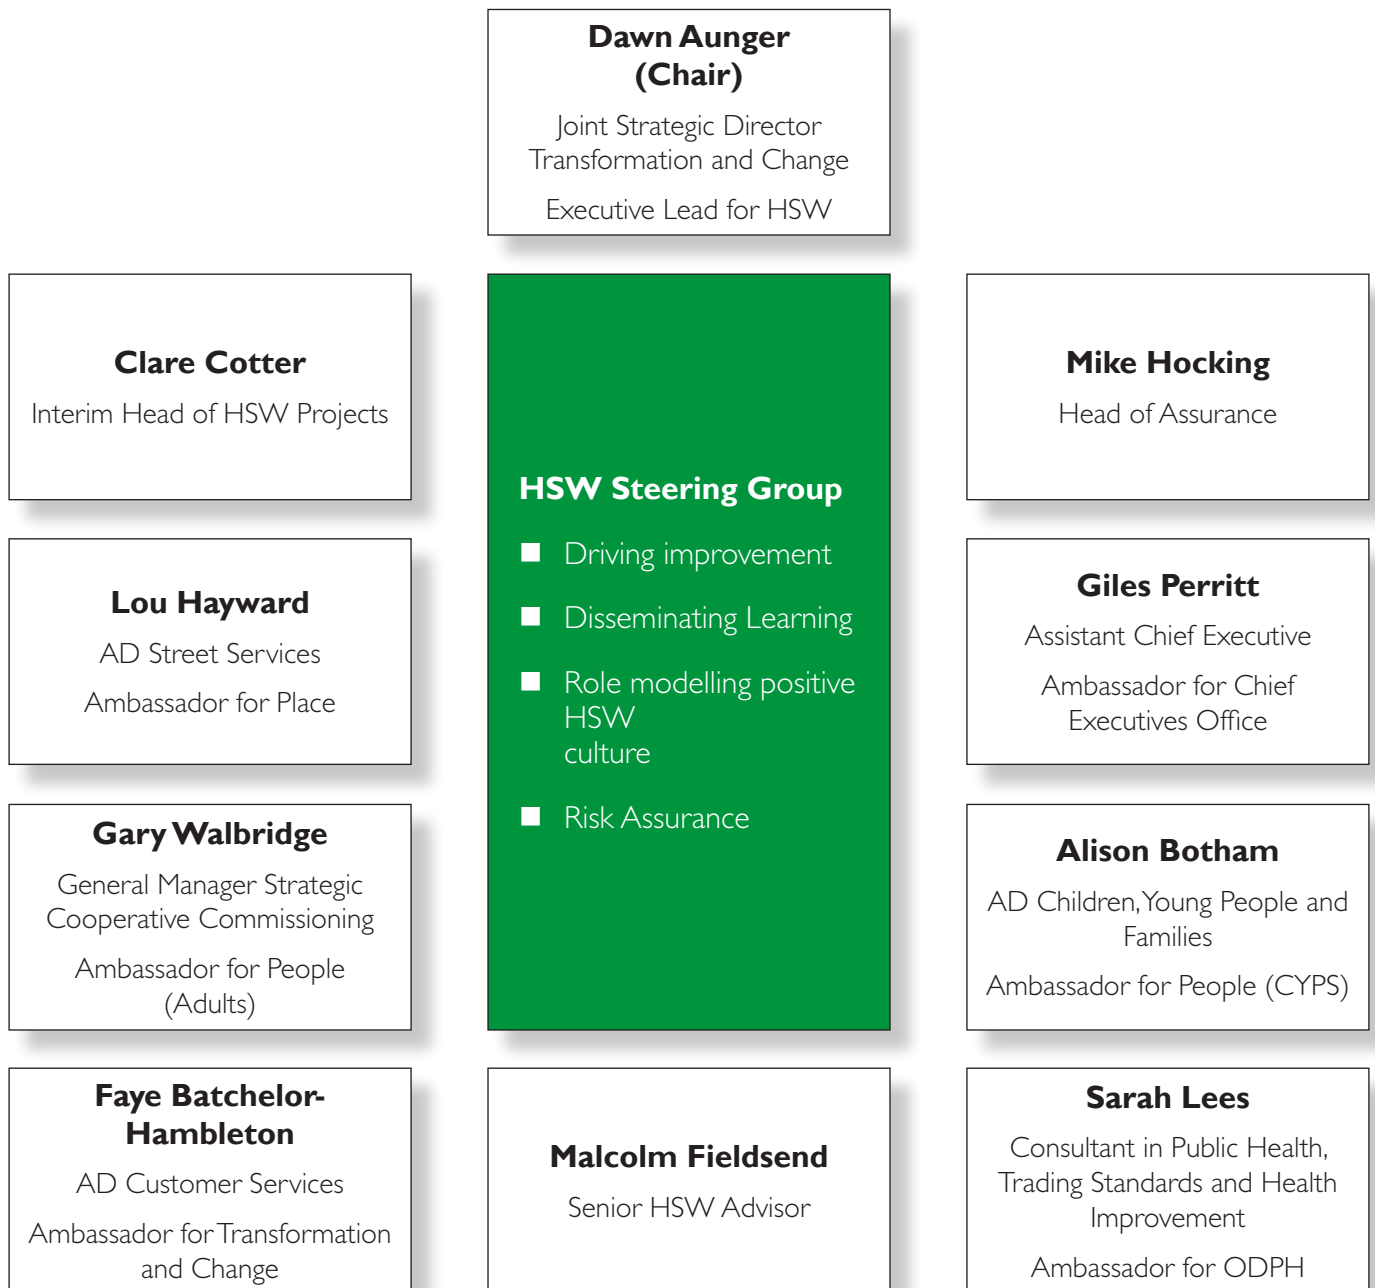 Dawn Aunger
(Chair)
Joint Strategic Director
Transformation and Change
Executive Lead for HSW
Clare Cotter
Interim Head of HSW Projects
Mike Hocking
Head of Assurance
HSW Steering Group
Driving improvement
Disseminating Learning
Role modelling positive
HSW
culture
Risk Assurance
Lou Hayward
AD Street Services
Ambassador for Place
Giles Perritt
Assistant Chief Executive
Ambassador for Chief
Executives Office
Gary Walbridge
General Manager Strategic
Cooperative Commissioning
Ambassador for People
(Adults)
Alison Botham
AD Children, Young People and
Families
Ambassador for People (CYPS)
Faye Batchelor-
Hambleton
AD Customer Services
Ambassador for Transformation
and Change
Malcolm Fieldsend
Senior HSW Advisor
Sarah Lees
Consultant in Public Health,
Trading Standards and Health
Improvement
Ambassador for ODPH